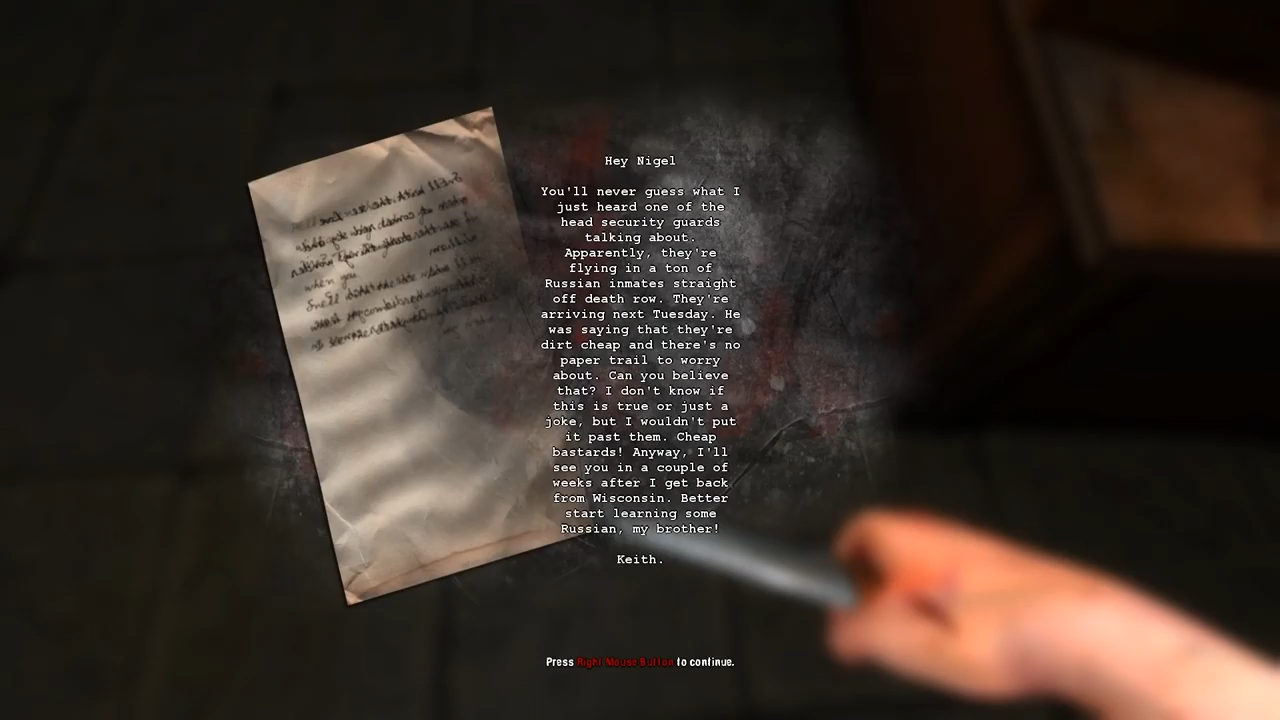 Hey Nigel
You'll never guess what I
just heard one of the
head security guards
talking about.
Apparently, they're
flying in a ton of
Russian inmates straight
off death row. They're
arriving next Tuesday. He
was saying that they're
dirt cheap and there's no
paper trail to worry
about. Can you believe
that? I don't know if
this is true or just a
joke, but I wouldn't put
it past them. Cheap
bastards! Anyway, I'll
see you in a couple of
weeks after I get back
from Wisconsin. Better
start learning some
Russian, my brother!
Keith.
Press Right Mouse Button to continue.